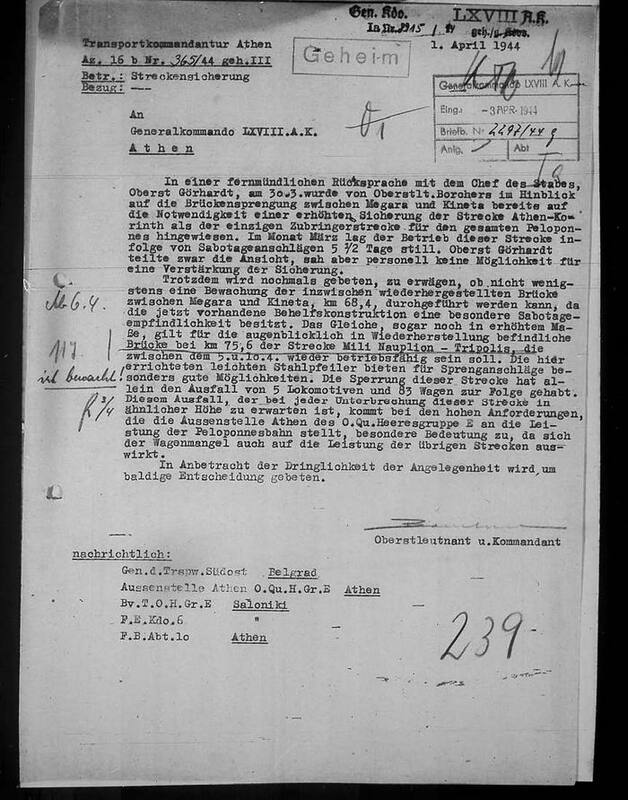 Gen. Kdo. LXVIII A.K.
Transportkommandantur Athen
1. April 1944
Az. 16 b Nr. 365/44 geh.III
Geheim
Betr.: Streckensicherung
Bezug: ----
Generalkommando LXVIII A.K.
Eing.: -3 APR 1944
Briefb. Nr 2297/44 g
Anlg. Abt
An
Generalkommando LXVIII.A.K.
Athen
In einer fernmündlichen Rücksprache mit dem Chef des Stabes,
Oberst Görhardt, am 30.3.wurde von Oberstlt.Borchers im Hinblick
auf die Brückensprengung zwischen Megara und Kineta bereits auf
die Notwendigkeit einer erhöhten Sicherung der Strecke Athen-Ko-
rinth als der einzigen Zubringerstrecke für den gesamten Pelopon-
nes hingewiesen. Im Monat März lag der Betrieb dieser Strecke in-
folge von Sabotageanschlägen 5 1/2 Tage still. Oberst Görhardt
teilte zwar die Ansicht, sah aber personell keine Möglichkeit für
eine Verstärkung der Sicherung.
Trotzdem wird nochmals gebeten, zu erwägen, ob nicht wenig-
stens eine Bewachung der inzwischen wiederhergestellten Brücke
zwischen Megara und Kineta, km 68,4, durchgeführt werden kann, da
die jetzt vorhandene Behelfskonstruktion eine besondere Sabotage-
empfindlichkeit besitzt. Das Gleiche, sogar noch in erhöhtem Ma-
ße, gilt für die augenblicklich in Wiederherstellung befindliche
Brücke bei km 75,6 der Strecke Mili Nauplion - Tripolis, die
zwischen dem 5.u.10.4. wieder betriebsfähig sein soll. Die hier
errichteten leichten Stahlpfeiler bieten für Sprenganschläge be-
sonders gute Möglichkeiten. Die Sperrung dieser Strecke hat al-
lein den Ausfall von 5 Lokomotiven und 83 Wagen zur Folge gehabt.
Diesem Ausfall, der bei jeder Unterbrechung dieser Strecke in
ähnlicher Höhe zu erwarten ist, kommt bei den hohen Anforderungen,
die die Aussenstelle Athen des O.Qu.Heeresgruppe E an die Lei-
stung der Peloponnesbahn stellt, besondere Bedeutung zu, da sich
der Wagenmangel auch auf die Leistung der übrigen Strecken aus-
wirkt.
In Anbetracht der Dringlichkeit der Angelegenheit wird um
baldige Entscheidung gebeten.
6.4.
117
ist bewacht!
Oberstleutnant u.Kommandant
nachrichtlich:
Gen.d.Trspw.Südost Belgrad
Aussenstelle Athen O.Qu.H.Gr.E Athen
Bv.T.O.H.Gr.E Saloniki
F.E.Kdo.6 "
F.B.Abt.10 Athen
239